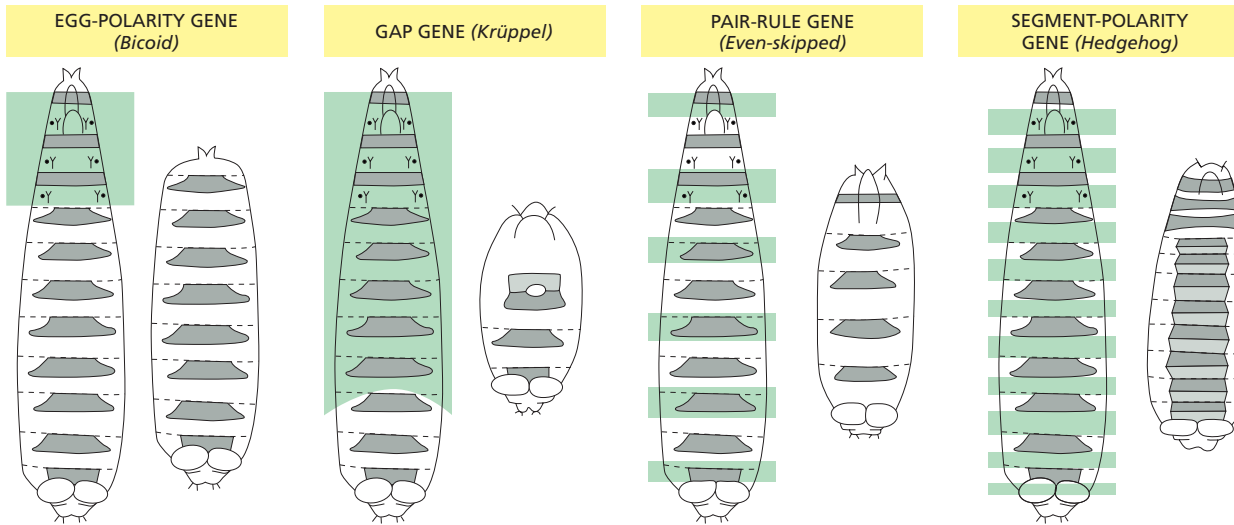 EGG-POLARITY GENE
(Bicoid)
GAP GENE (Krüppel)
PAIR-RULE GENE
(Even-skipped)
SEGMENT-POLARITY
GENE (Hedgehog)